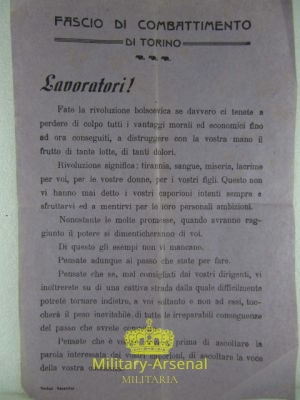 FASCIO DI COMBATTIMENTO
DI TORINO
Lavoratori!
Fate la rivoluzione bolscevica se davvero ci tenete a
perdere di colpo tutti i vantaggi morali ed economici fino
ad ora conseguiti, a distruggere con la vostra mano il
frutto di tante lotte, di tanti dolori.
Rivoluzione significa: tirannia, sangue, miseria, lacrime
per voi, per le vostre donne, per i vostri figli. Questo non
vi hanno mai detto i vostri caporioni intenti sempre a
sfruttarvi ed a mentirvi per le loro personali ambizioni.
Nonostante le molte promesse, quando avranno rag-
giunto il potere si dimenticheranno di voi.
Di questo gli esempi non vi mancano.
Pensate adunque al passo che state per fare.
Pensate che se, mal consigliati dai vostri dirigenti, vi
inoltrerete su di una cattiva strada dalla quale difficilmente
potrete tornare indietro, a voi soltanto e non ad essi, toc-
cherà il peso inevitabile di tutte le irreparabili conseguenze
del passo che avrete
Pensate che è prima di ascoltare la
parola interessata dei di ascoltare la voce
della vostra
Military-Arsenal
MILITARIA